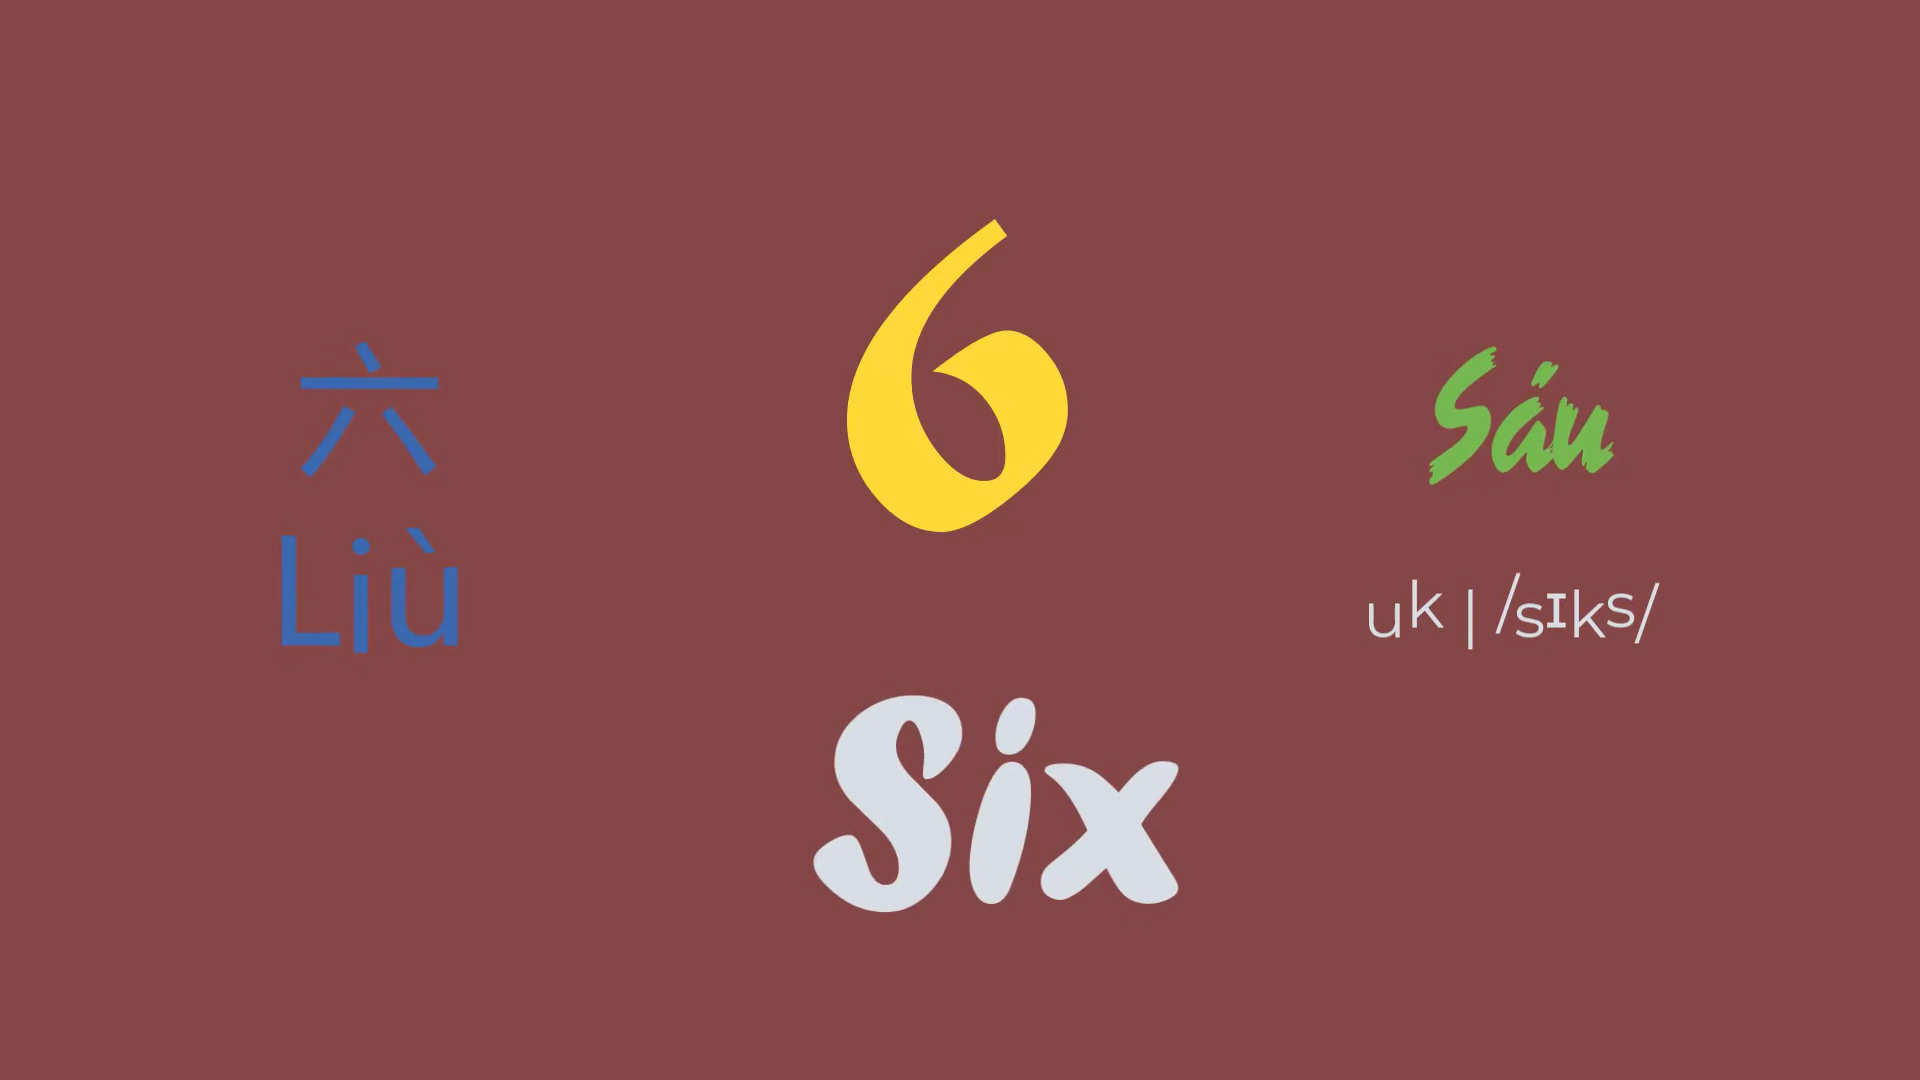 6
六
Liù
Sáu
uk | /sɪks/
Six